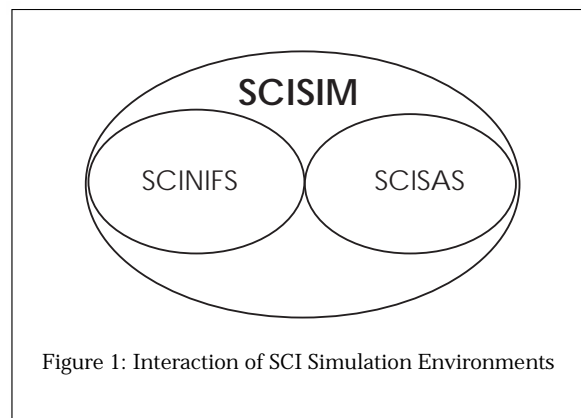 SCISIM
SCINIFS SCISAS
Figure 1: Interaction of SCI Simulation Environments